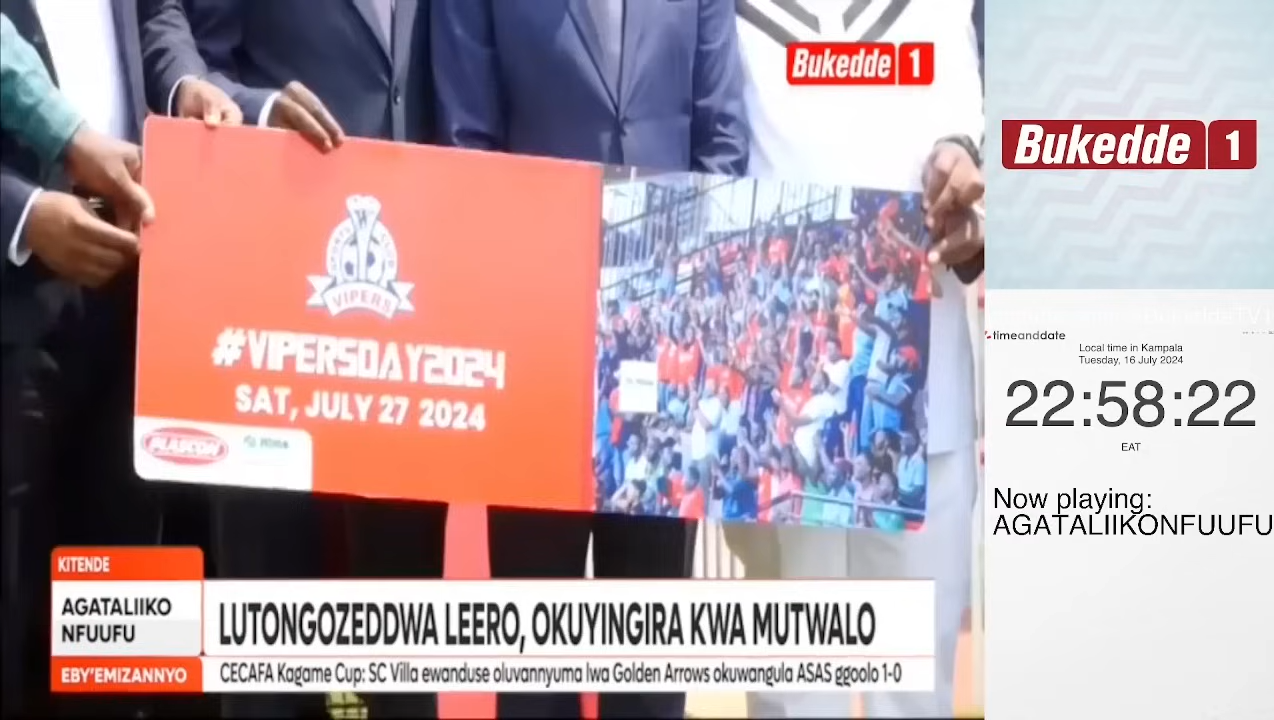 Bukedde 1
SPORTS CLUB
VIPERS
#VIPERSDAY2024
SAT, JULY 27 2024
PLASCON
KITENDE
AGATALIIKO
NFUUFU
LUTONGOZEDDWA LEERO, OKUYINGIRA KWA MUTWALO
EBY'EMIZANNYO
CECAFA Kagame Cup: SC Villa ewanduse oluvannyuma lwa Golden Arrows okuwangula ASAS ggoolo 1-0
Bukedde 1
timeanddate
Local time in Kampala
Tuesday, 16 July 2024
22:58:22
EAT
Now playing:
AGATALIIKONFUUFU